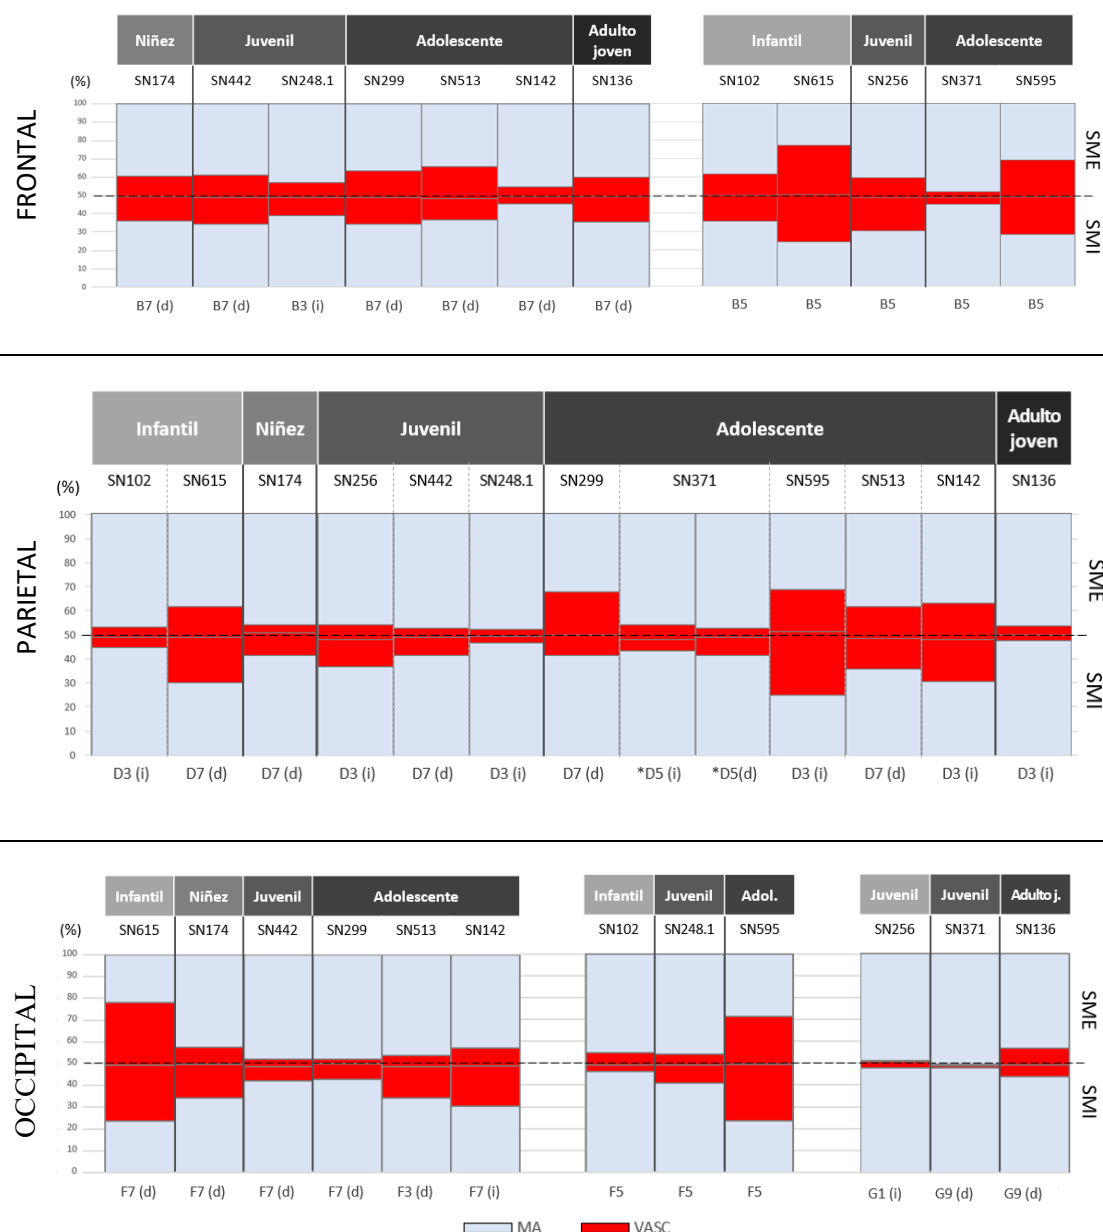 Niñez Juvenil Adolescente Adulto joven Infantil Juvenil Adolescente
(%) SN174 SN442 SN248.1 SN299 SN513 SN142 SN136 SN102 SN615 SN256 SN371 SN595
FRONTAL
100
90
80
70
60
50
40
30
20
10
0
SME
SMI
B7 (d) B7 (d) B3 (i) B7 (d) B7 (d) B7 (d) B7 (d) B5 B5 B5 B5 B5
Infantil Niñez Juvenil Adolescente Adulto joven
(%) SN102 SN615 SN174 SN256 SN442 SN248.1 SN299 SN371 SN595 SN513 SN142 SN136
PARIETAL
100
90
80
70
60
50
40
30
20
10
0
SME
SMI
D3 (i) D7 (d) D7 (d) D3 (i) D7 (d) D3 (i) D7 (d) *D5 (i) *D5(d) D3 (i) D7 (d) D3 (i) D3 (i)
Infantil Niñez Juvenil Adolescente Infantil Juvenil Adol. Juvenil Juvenil Adulto j.
(%) SN615 SN174 SN442 SN299 SN513 SN142 SN102 SN248.1 SN595 SN256 SN371 SN136
OCCIPITAL
100
90
80
70
60
50
40
30
20
10
0
SME
SMI
F7 (d) F7 (d) F7 (d) F7 (d) F3 (d) F7 (i) F5 F5 F5 G1 (i) G9 (d) G9 (d)
MA VASC